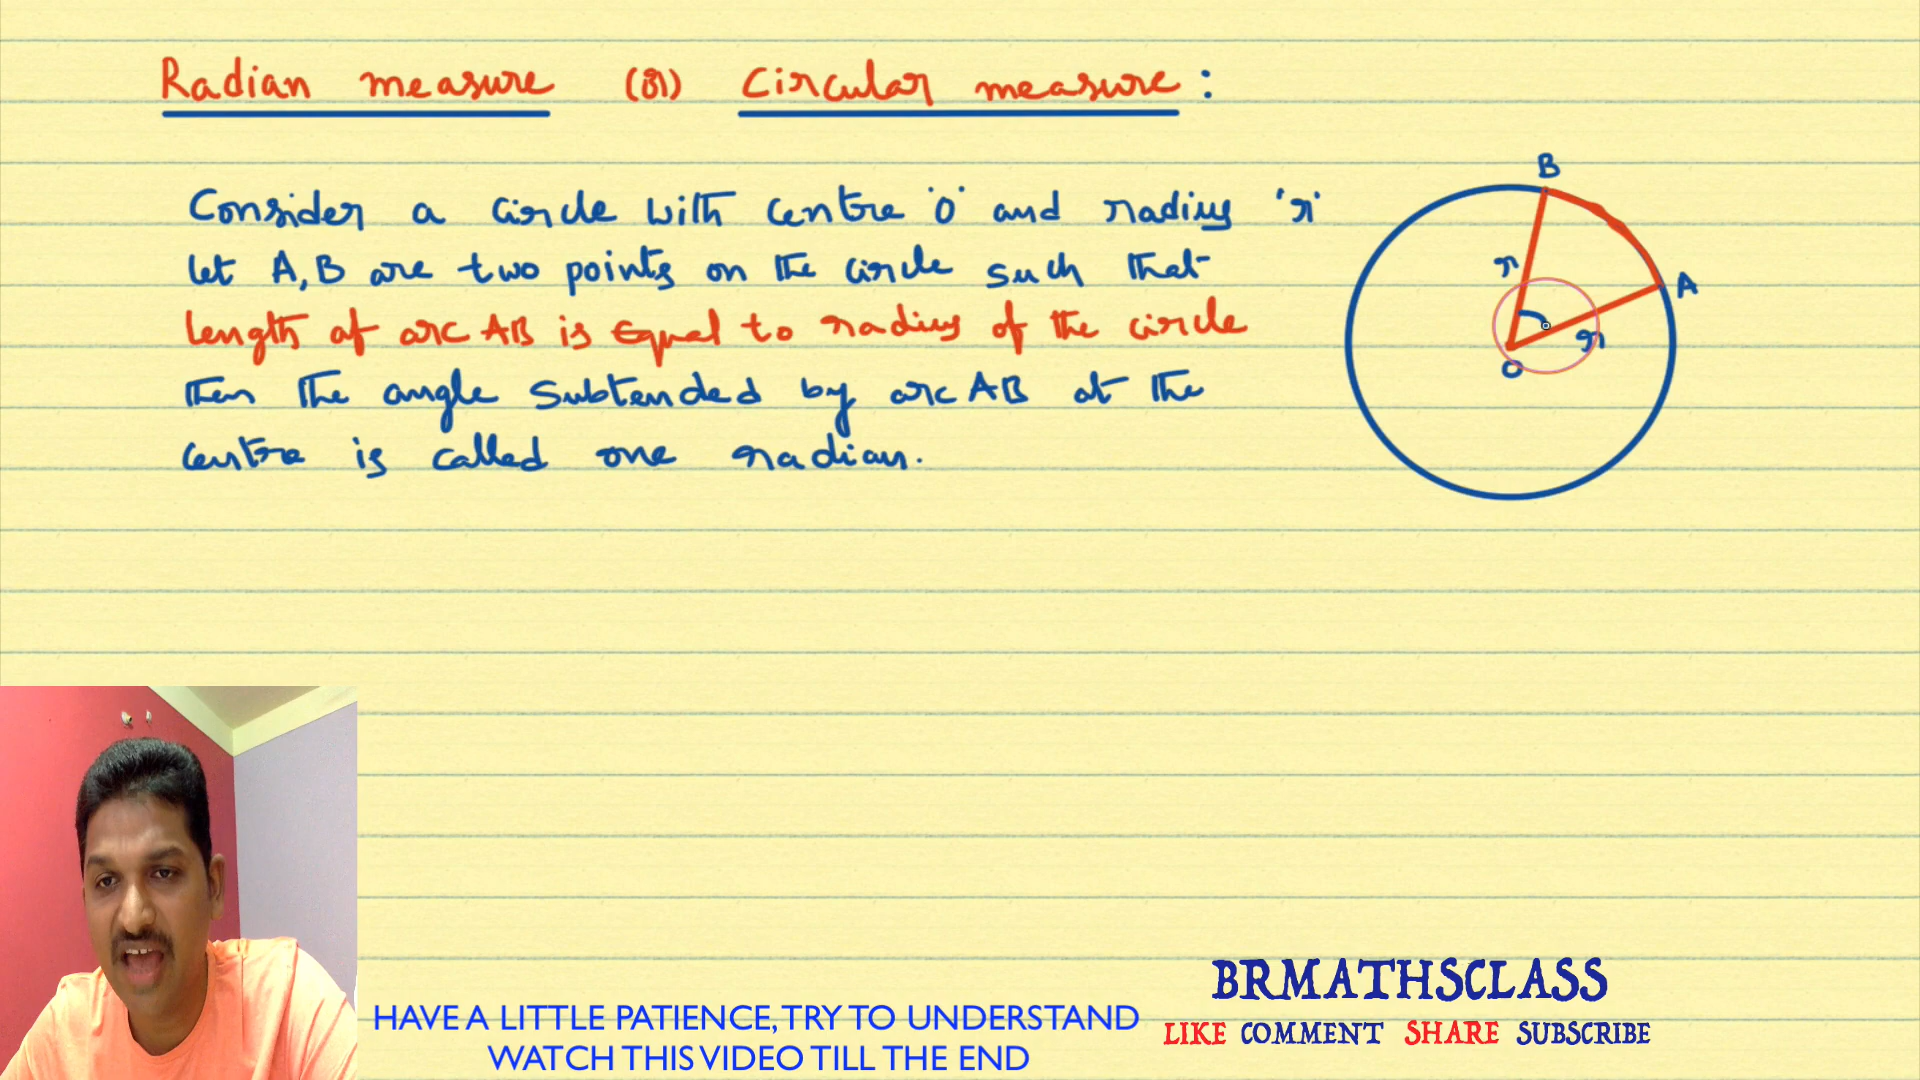 Radian measure (or) Circular measure :
Consider a circle with centre 'O' and radius 'r'
let A, B are two points on the circle such that
length of arc AB is Equal to radius of the circle
then the angle subtended by arc AB at the
centre is called one radian.
B
r
A
r
O
BRMATHSCLASS
HAVE A LITTLE PATIENCE, TRY TO UNDERSTAND
LIKE COMMENT SHARE SUBSCRIBE
WATCH THIS VIDEO TILL THE END